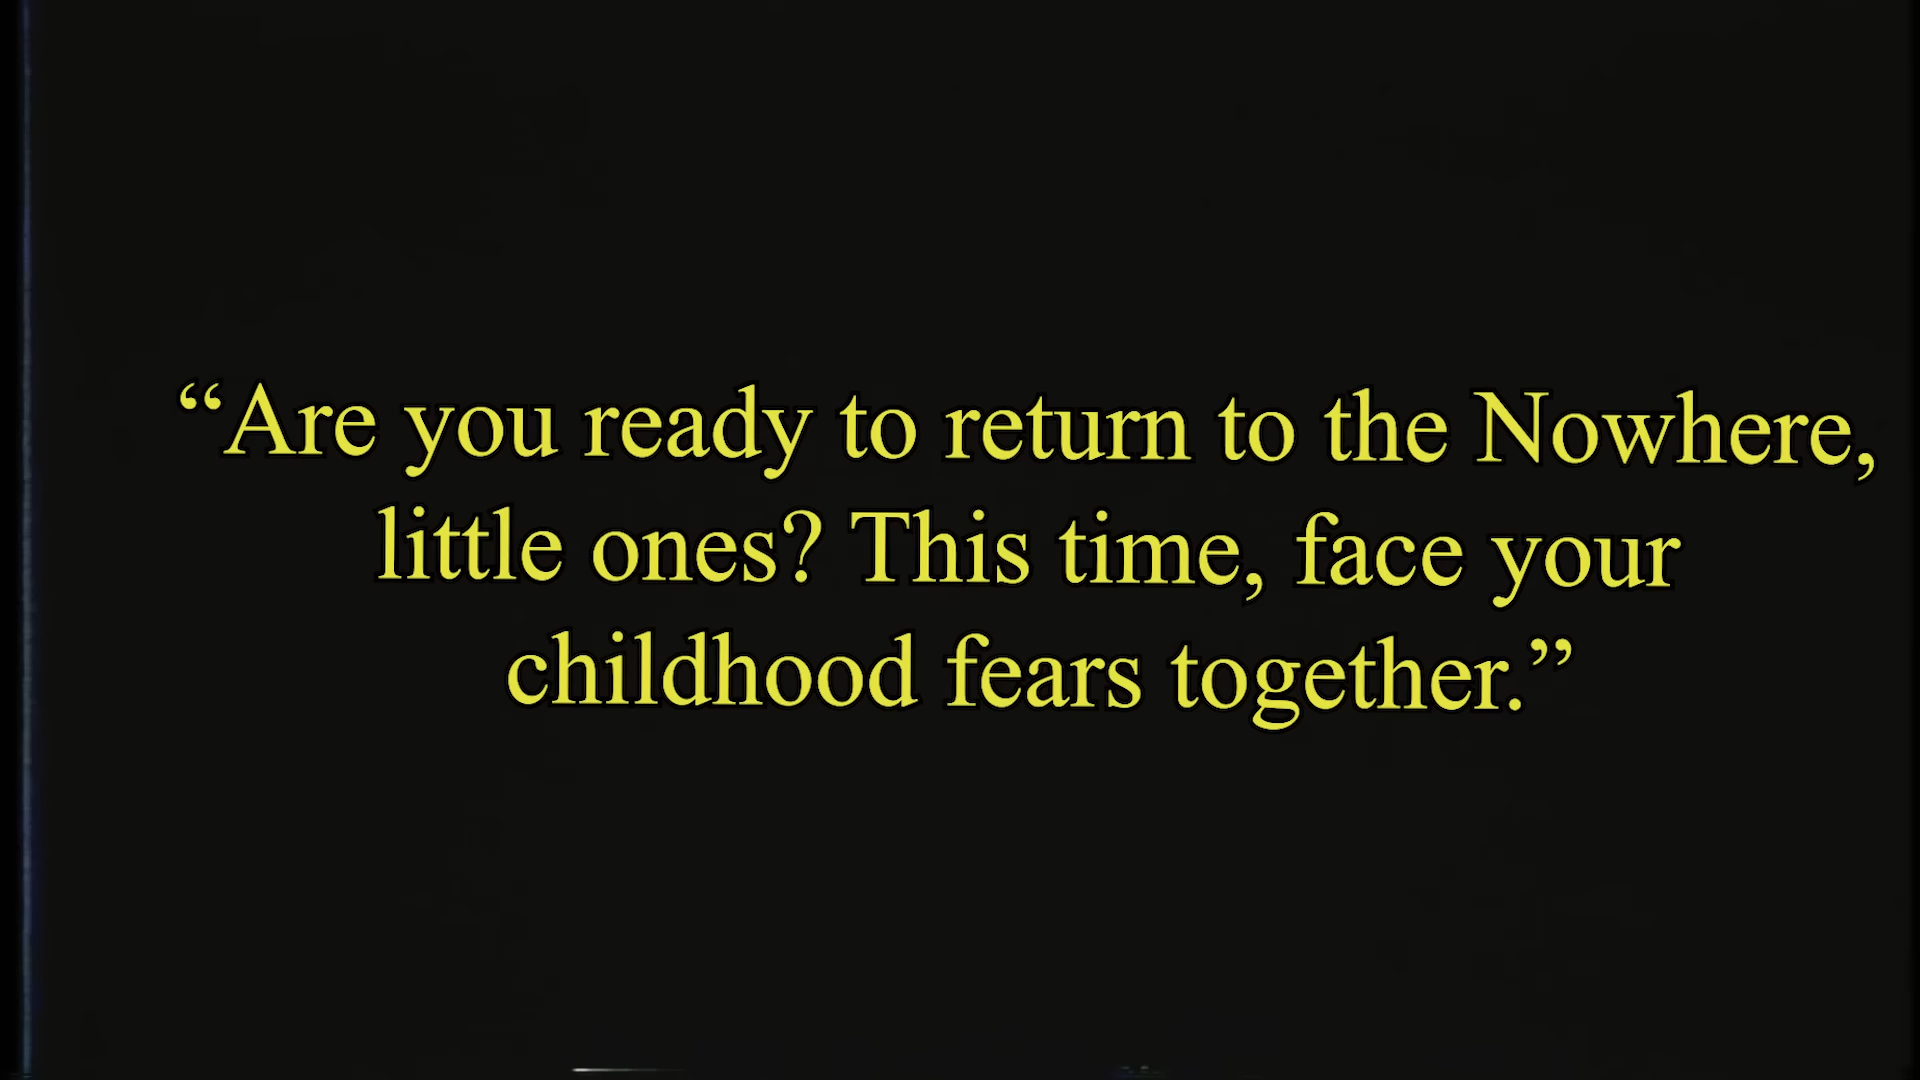 “Are you ready to return to the Nowhere,
little ones? This time, face your
childhood fears together.”